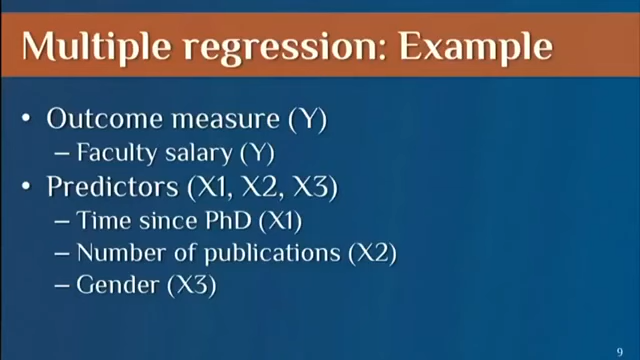 Multiple regression: Example
• Outcome measure (Y)
– Faculty salary (Y)
• Predictors (X1, X2, X3)
– Time since PhD (X1)
– Number of publications (X2)
– Gender (X3)
9